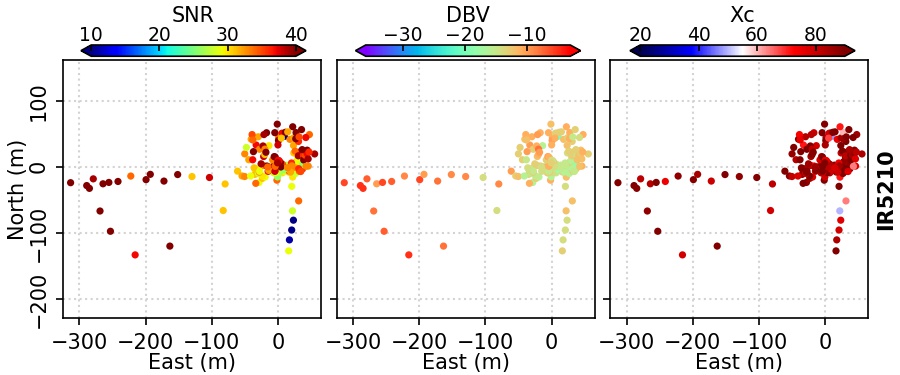 SNR
10 20 30 40
DBV
−30 −20 −10
Xc
20 40 60 80
North (m)
100
0
−100
−200
−300 −200 −100 0
East (m)
−300 −200 −100 0
East (m)
−300 −200 −100 0
East (m)
IR5210